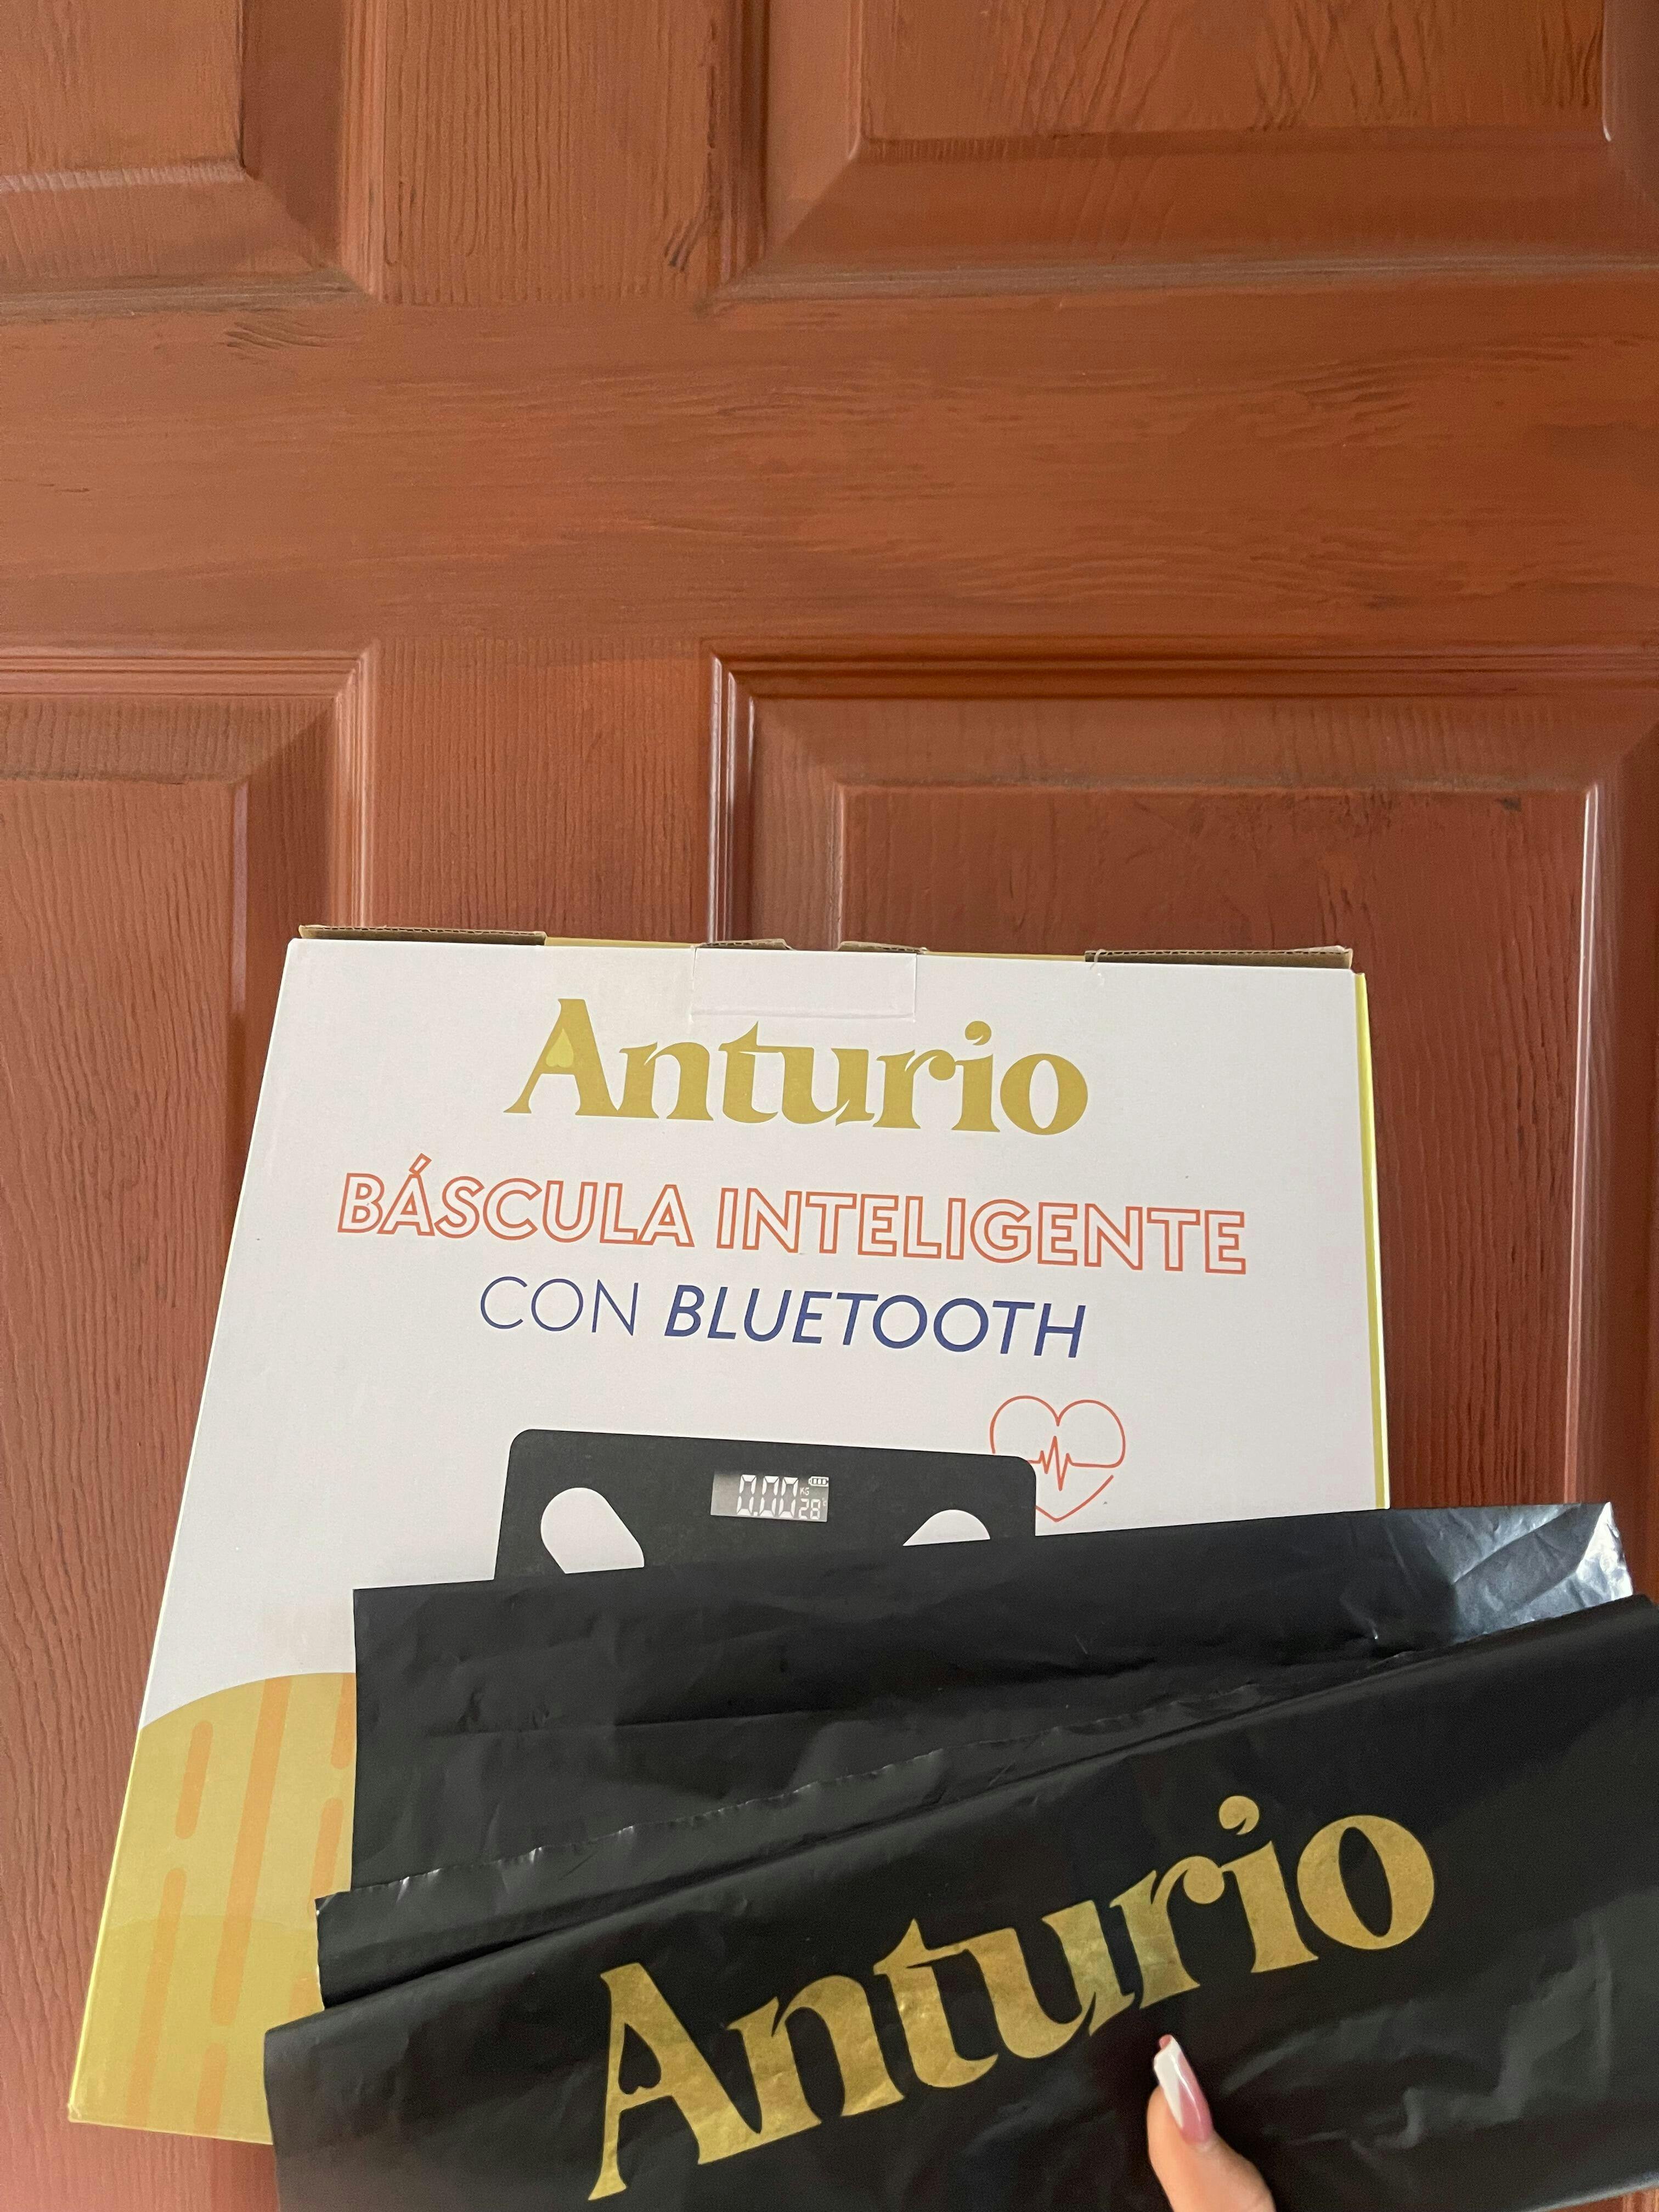 Anturio
BÁSCULA INTELIGENTE
CON BLUETOOTH
0.00 KG
28
Anturio